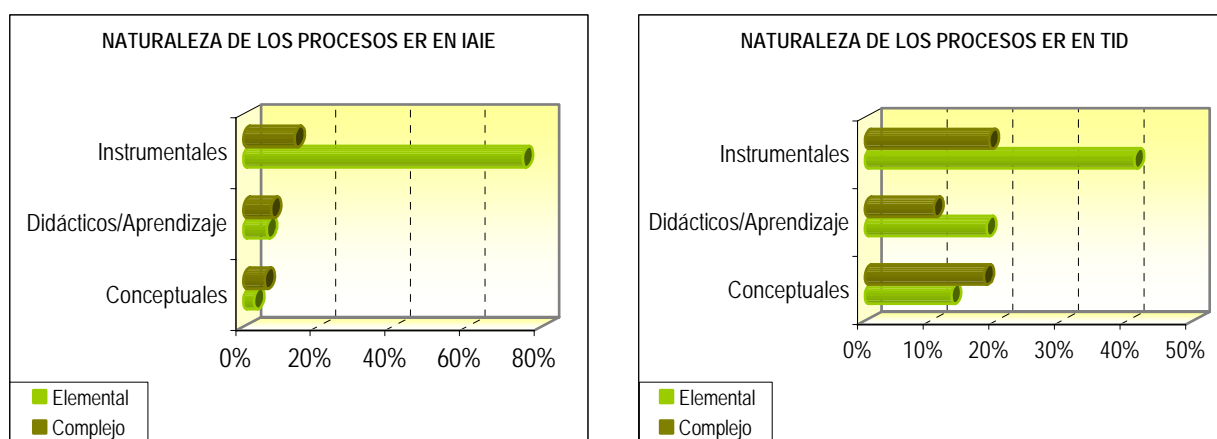 NATURALEZA DE LOS PROCESOS ER EN IAIE
Instrumentales
Didácticos/Aprendizaje
Conceptuales
0% 20% 40% 60% 80%
Elemental
Complejo
NATURALEZA DE LOS PROCESOS ER EN TID
Instrumentales
Didácticos/Aprendizaje
Conceptuales
0% 10% 20% 30% 40% 50%
Elemental
Complejo